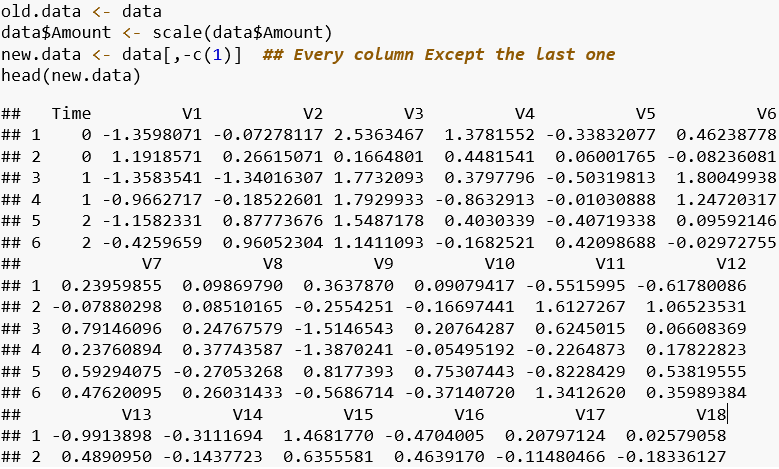 old.data <- data
data$Amount <- scale(data$Amount)
new.data <- data[,-c(1)]  ## Every column Except the last one
head(new.data)
##   Time         V1          V2        V3         V4          V5          V6
## 1    0 -1.3598071 -0.07278117 2.5363467  1.3781552 -0.33832077  0.46238778
## 2    0  1.1918571  0.26615071 0.1664801  0.4481541  0.06001765 -0.08236081
## 3    1 -1.3583541 -1.34016307 1.7732093  0.3797796 -0.50319813  1.80049938
## 4    1 -0.9662717 -0.18522601 1.7929933 -0.8632913 -0.01030888  1.24720317
## 5    2 -1.1582331  0.87773676 1.5487178  0.4030339 -0.40719338  0.09592146
## 6    2 -0.4259659  0.96052304 1.1411093 -0.1682521  0.42098688 -0.02972755
##            V7          V8         V9         V10        V11         V12
## 1  0.23959855  0.09869790  0.3637870  0.09079417 -0.5515995 -0.61780086
## 2 -0.07880298  0.08510165 -0.2554251 -0.16697441  1.6127267  1.06523531
## 3  0.79146096  0.24767579 -1.5146543  0.20764287  0.6245015  0.06608369
## 4  0.23760894  0.37743587 -1.3870241 -0.05495192 -0.2264873  0.17822823
## 5  0.59294075 -0.27053268  0.8177393  0.75307443 -0.8228429  0.53819555
## 6  0.47620095  0.26031433 -0.5686714 -0.37140720  1.3412620  0.35989384
##          V13        V14        V15        V16         V17         V18
## 1 -0.9913898 -0.3111694  1.4681770 -0.4704005  0.20797124  0.02579058
## 2  0.4890950 -0.1437723  0.6355581  0.4639170 -0.11480466 -0.18336127